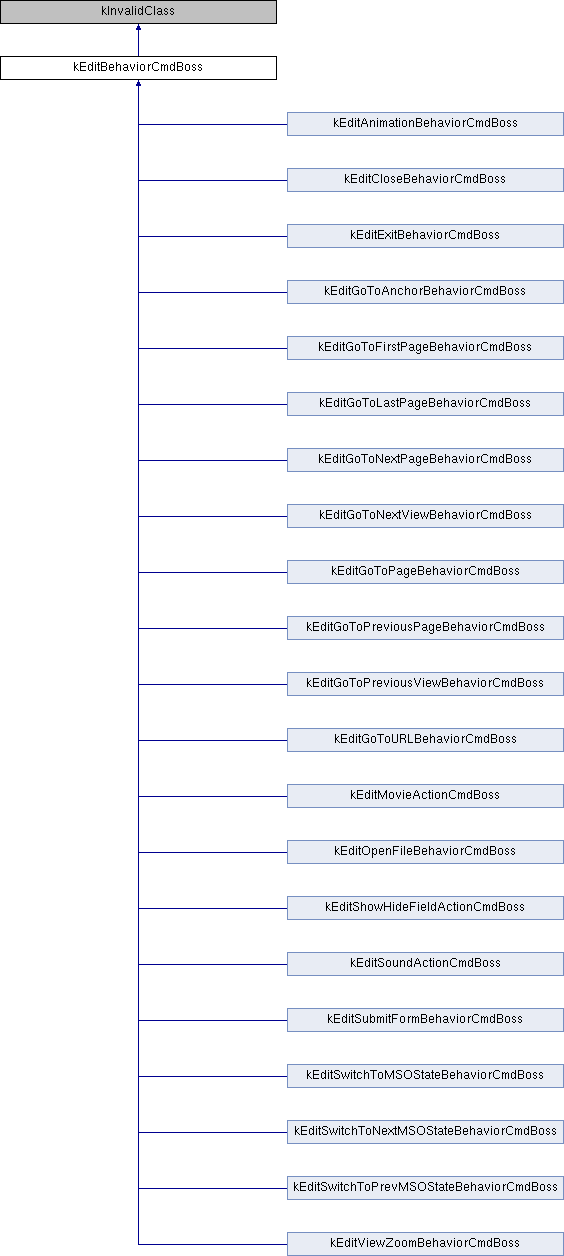 kInvalidClass
kEditBehaviorCmdBoss
kEditAnimationBehaviorCmdBoss
kEditCloseBehaviorCmdBoss
kEditExitBehaviorCmdBoss
kEditGoToAnchorBehaviorCmdBoss
kEditGoToFirstPageBehaviorCmdBoss
kEditGoToLastPageBehaviorCmdBoss
kEditGoToNextPageBehaviorCmdBoss
kEditGoToNextViewBehaviorCmdBoss
kEditGoToPageBehaviorCmdBoss
kEditGoToPreviousPageBehaviorCmdBoss
kEditGoToPreviousViewBehaviorCmdBoss
kEditGoToURLBehaviorCmdBoss
kEditMovieActionCmdBoss
kEditOpenFileBehaviorCmdBoss
kEditShowHideFieldActionCmdBoss
kEditSoundActionCmdBoss
kEditSubmitFormBehaviorCmdBoss
kEditSwitchToMSOStateBehaviorCmdBoss
kEditSwitchToNextMSOStateBehaviorCmdBoss
kEditSwitchToPrevMSOStateBehaviorCmdBoss
kEditViewZoomBehaviorCmdBoss